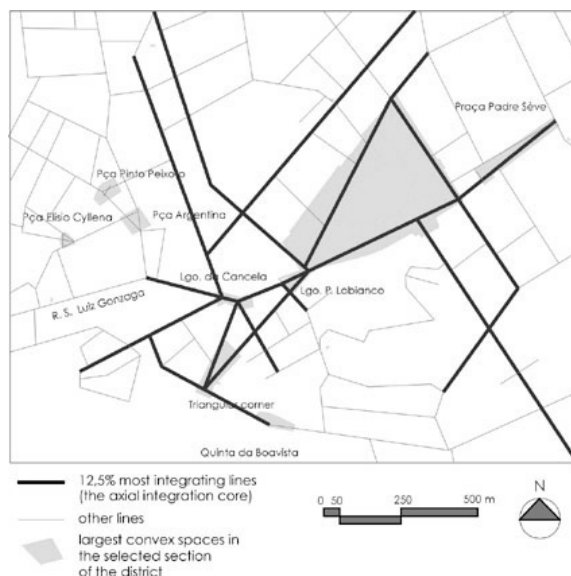 Praça Padre Sève
Pça Pinto Peixoto
Pça Elisio Cyllena
Pça Argentina
Lgo. da Cancela
Lgo. P. Lobianco
R. S. Luiz Gonzaga
Triangular corner
Quinta da Boavista
12,5% most integrating lines
(the axial integration core)
other lines
largest convex spaces in
the selected section
of the district
0 50 250 500 m
N